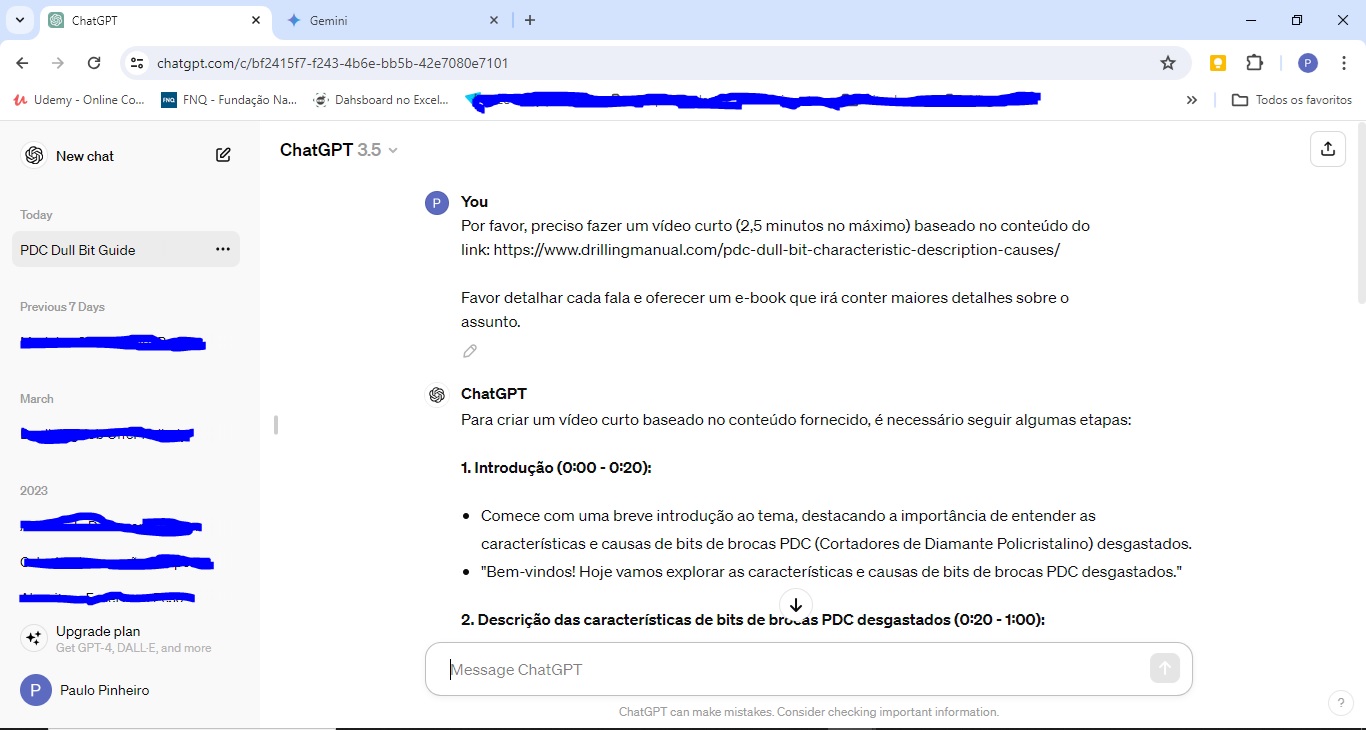 ChatGPT
Gemini
chatgpt.com/c/bf2415f7-f243-4b6e-bb5b-42e7080e7101
P
Udemy - Online Co...
FNQ FNQ - Fundação Na...
Dahsboard no Excel...
Todos os favoritos
New chat
Today
PDC Dull Bit Guide
Previous 7 Days
March
2023
Upgrade plan
Get GPT-4, DALL·E, and more
P Paulo Pinheiro
ChatGPT 3.5
P You
Por favor, preciso fazer um vídeo curto (2,5 minutos no máximo) baseado no conteúdo do
link: https://www.drillingmanual.com/pdc-dull-bit-characteristic-description-causes/
Favor detalhar cada fala e oferecer um e-book que irá conter maiores detalhes sobre o
assunto.
ChatGPT
Para criar um vídeo curto baseado no conteúdo fornecido, é necessário seguir algumas etapas:
1. Introdução (0:00 - 0:20):
• Comece com uma breve introdução ao tema, destacando a importância de entender as
características e causas de bits de brocas PDC (Cortadores de Diamante Policristalino) desgastados.
• "Bem-vindos! Hoje vamos explorar as características e causas de bits de brocas PDC desgastados."
2. Descrição das características de bits de brocas PDC desgastados (0:20 - 1:00):
Message ChatGPT
ChatGPT can make mistakes. Consider checking important information.
?